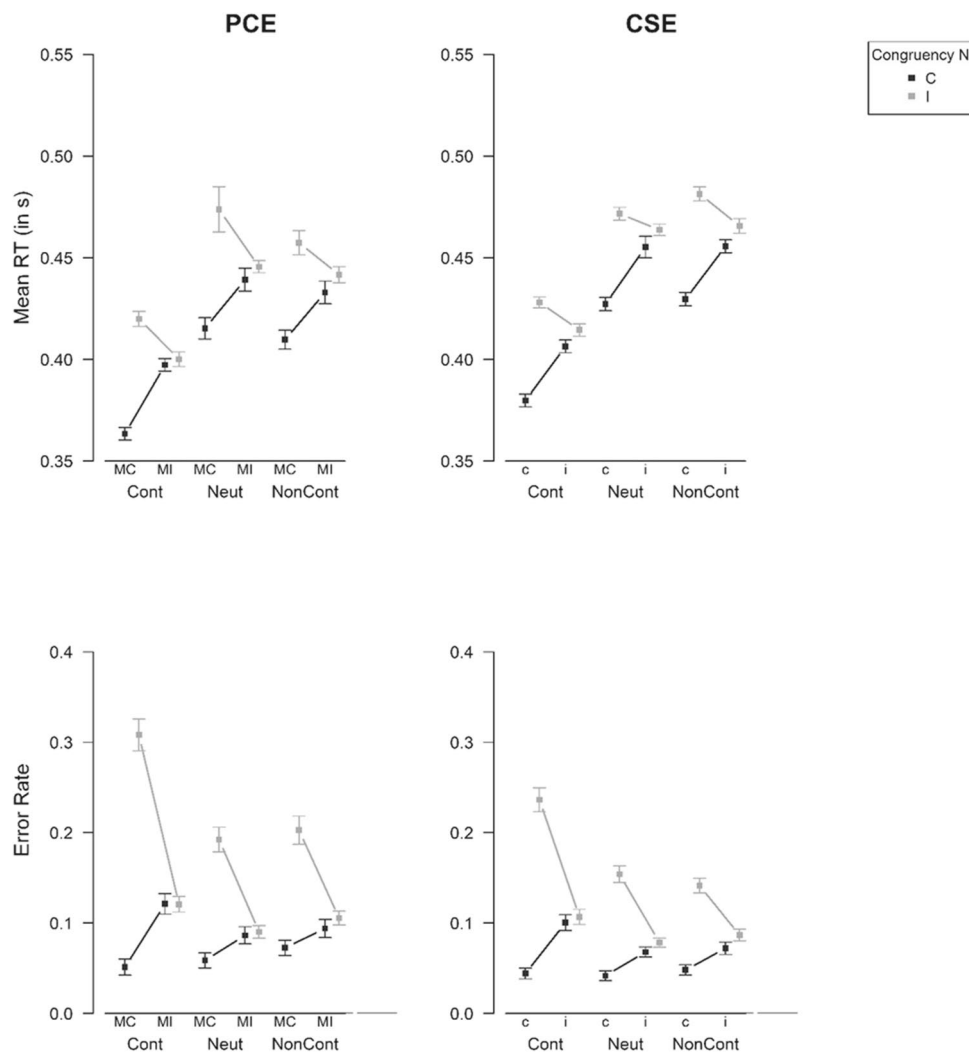 PCE
CSE
Congruency N
C
I
Mean RT (in s)
0.55
0.50
0.45
0.40
0.35
MC MI MC MI MC MI
Cont Neut NonCont
0.55
0.50
0.45
0.40
0.35
c i c i c i
Cont Neut NonCont
Error Rate
0.4
0.3
0.2
0.1
0.0
MC MI MC MI MC MI
Cont Neut NonCont
0.4
0.3
0.2
0.1
0.0
c i c i c i
Cont Neut NonCont